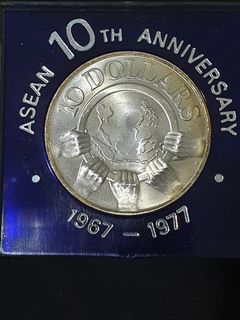 ASEAN 10TH ANNIVERSARY
10 DOLLARS
1967 – 1977